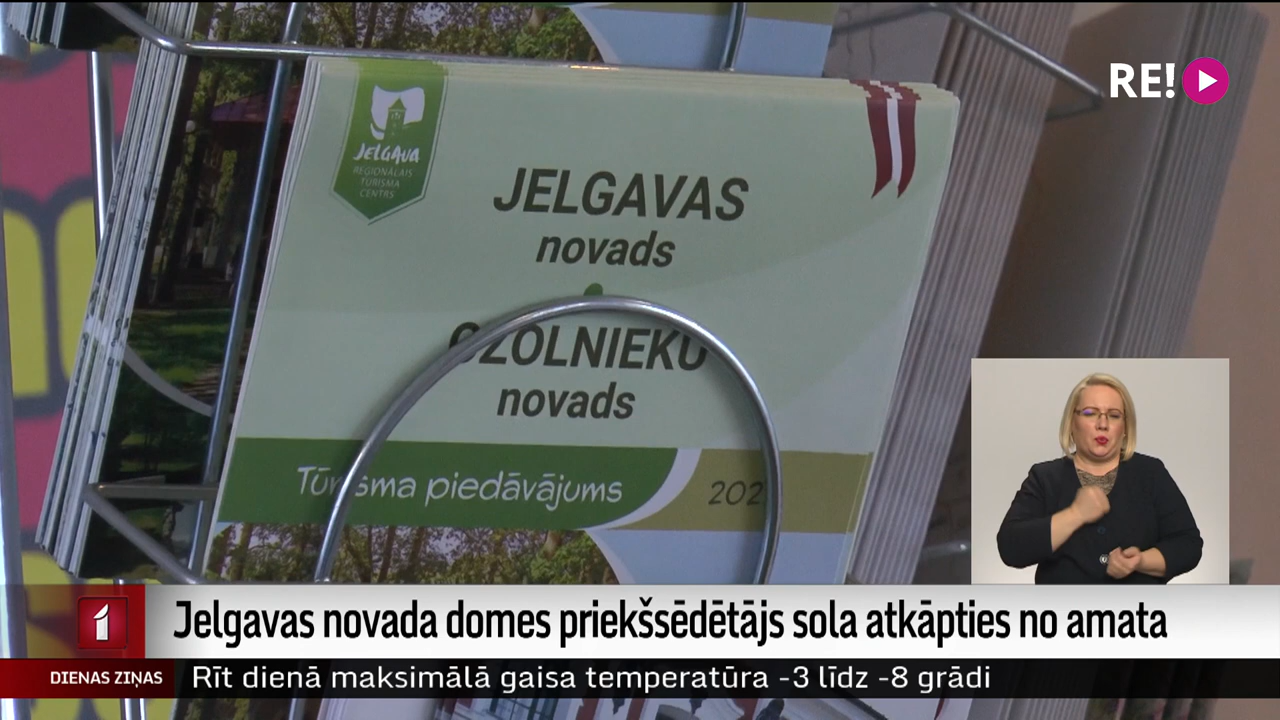 RE!
JELGAVA
REĢIONĀLAIS
TŪRISMA
CENTRS
JELGAVAS
novads
OZOLNIEKU
novads
Tūrisma piedāvājums
202
1
Jelgavas novada domes priekšsēdētājs sola atkāpties no amata
DIENAS ZIŅAS
Rīt dienā maksimālā gaisa temperatūra -3 līdz -8 grādi